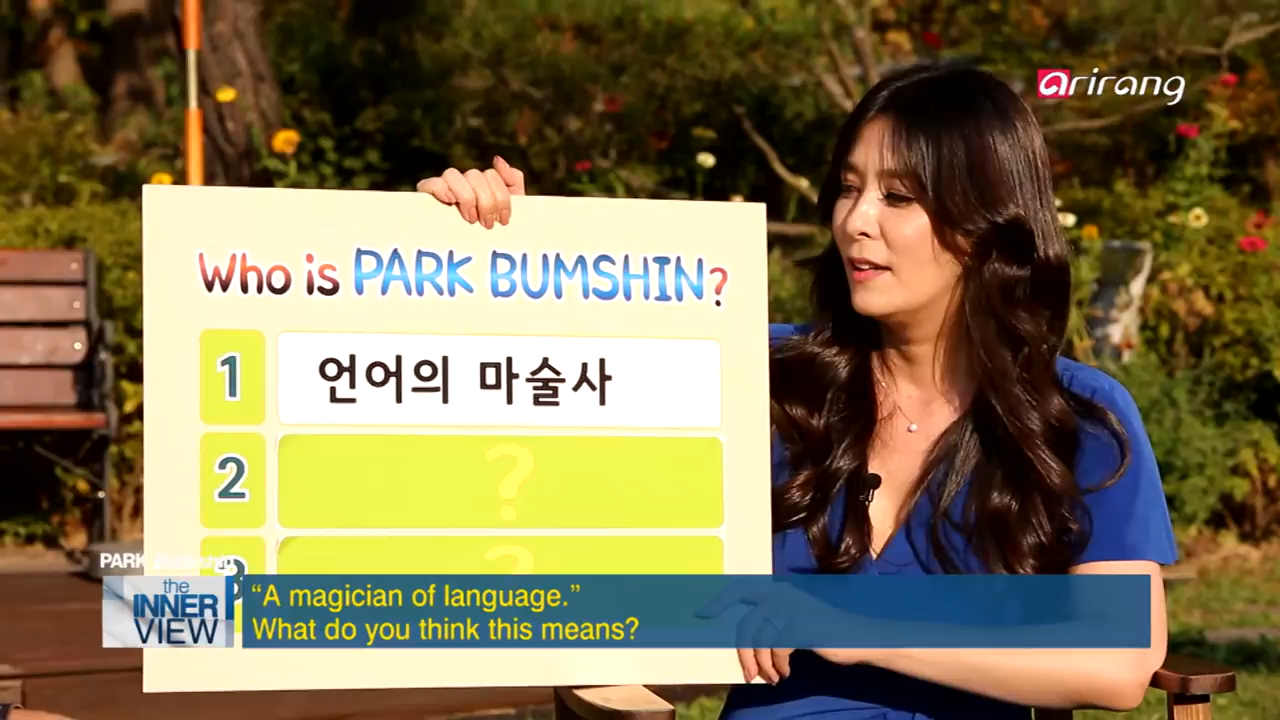 arirang
Who is PARK BUMSHIN?
1 언어의 마술사
2 ?
3 ?
PARK Bumshin
the
INNER
VIEW
“A magician of language.”
What do you think this means?